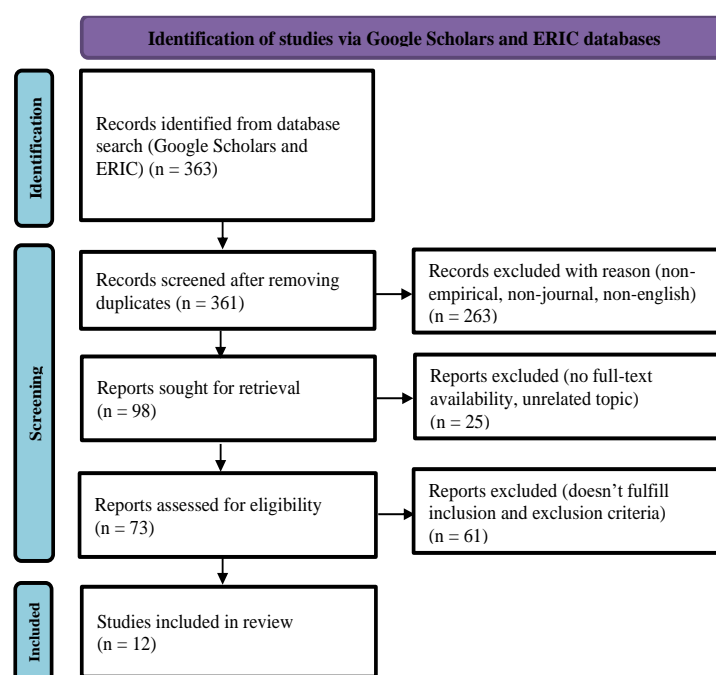 Identification of studies via Google Scholars and ERIC databases
Identification
Records identified from database
search (Google Scholars and
ERIC) (n = 363)
Screening
Records screened after removing
duplicates (n = 361)
Records excluded with reason (non-
empirical, non-journal, non-english)
(n = 263)
Reports sought for retrieval
(n = 98)
Reports excluded (no full-text
availability, unrelated topic)
(n = 25)
Reports assessed for eligibility
(n = 73)
Reports excluded (doesn’t fulfill
inclusion and exclusion criteria)
(n = 61)
Included
Studies included in review
(n = 12)